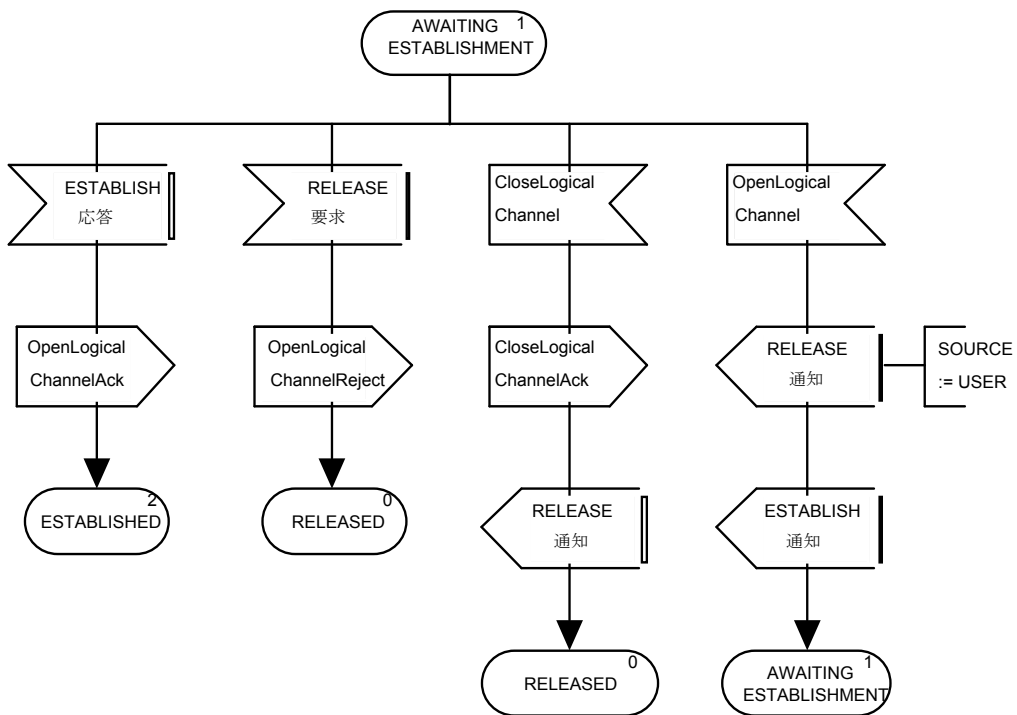 AWAITING 1
ESTABLISHMENT
ESTABLISH
応答
RELEASE
要求
CloseLogical
Channel
OpenLogical
Channel
OpenLogical
ChannelAck
OpenLogical
ChannelReject
CloseLogical
ChannelAck
RELEASE
通知
SOURCE
:= USER
2
ESTABLISHED
0
RELEASED
RELEASE
通知
ESTABLISH
通知
0
RELEASED
AWAITING 1
ESTABLISHMENT